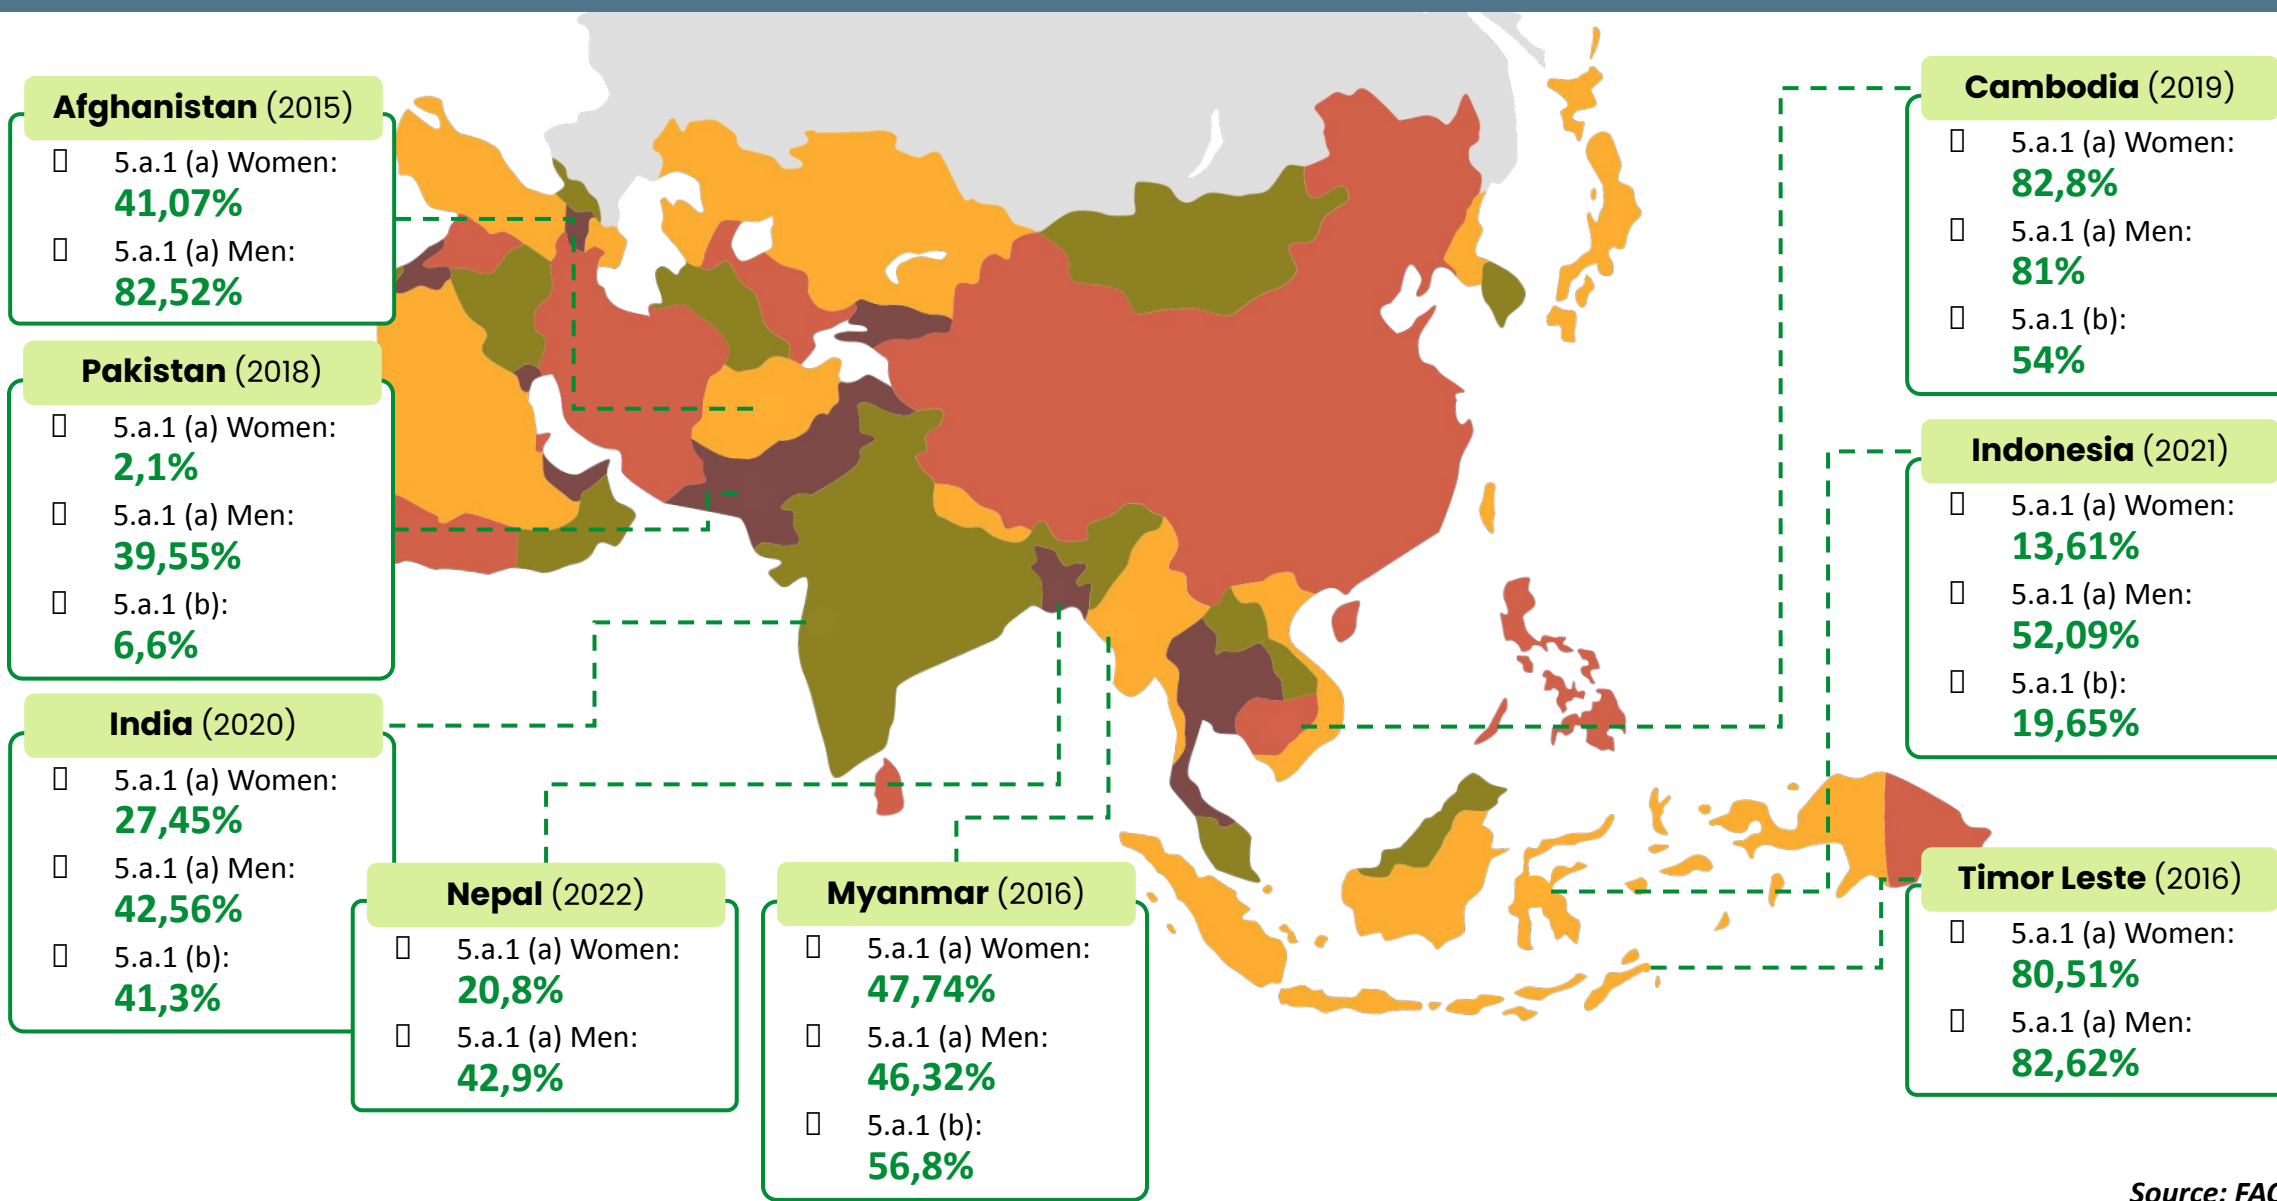 Afghanistan (2015)
5.a.1 (a) Women:
41,07%
5.a.1 (a) Men:
82,52%
Pakistan (2018)
5.a.1 (a) Women:
2,1%
5.a.1 (a) Men:
39,55%
5.a.1 (b):
6,6%
India (2020)
5.a.1 (a) Women:
27,45%
5.a.1 (a) Men:
42,56%
5.a.1 (b):
41,3%
Nepal (2022)
5.a.1 (a) Women:
20,8%
5.a.1 (a) Men:
42,9%
Myanmar (2016)
5.a.1 (a) Women:
47,74%
5.a.1 (a) Men:
46,32%
5.a.1 (b):
56,8%
Cambodia (2019)
5.a.1 (a) Women:
82,8%
5.a.1 (a) Men:
81%
5.a.1 (b):
54%
Indonesia (2021)
5.a.1 (a) Women:
13,61%
5.a.1 (a) Men:
52,09%
5.a.1 (b):
19,65%
Timor Leste (2016)
5.a.1 (a) Women:
80,51%
5.a.1 (a) Men:
82,62%
Source: